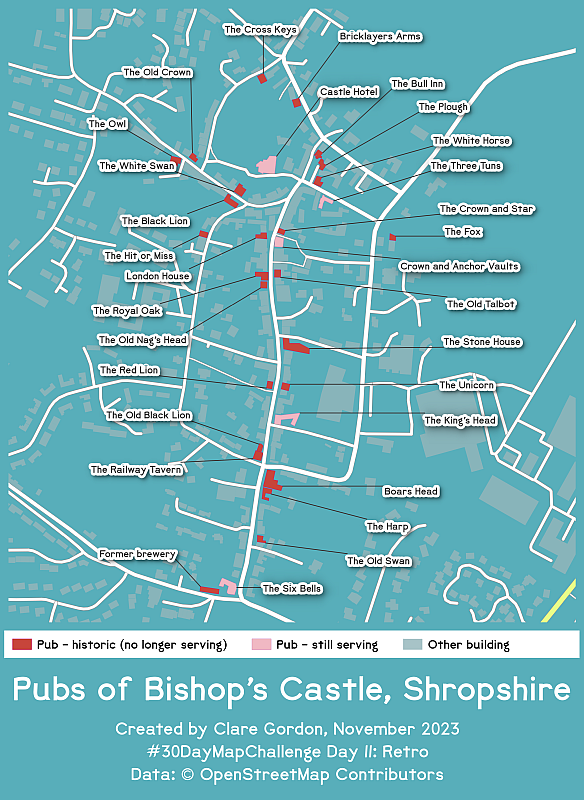 The Cross Keys
Bricklayers Arms
The Old Crown
The Bull Inn
Castle Hotel
The Plough
The Owl
The White Horse
The White Swan
The Three Tuns
The Crown and Star
The Black Lion
The Fox
The Hit or Miss
Crown and Anchor Vaults
London House
The Old Talbot
The Royal Oak
The Old Nag's Head
The Stone House
The Red Lion
The Unicorn
The Old Black Lion
The King's Head
The Railway Tavern
Boars Head
The Harp
Former brewery
The Old Swan
The Six Bells
Pub - historic (no longer serving)
Pub - still serving
Other building
Pubs of Bishop's Castle, Shropshire
Created by Clare Gordon, November 2023
#30DayMapChallenge Day 11: Retro
Data: © OpenStreetMap Contributors